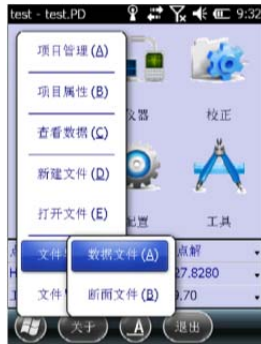 test - test.PD 9:32
项目管理(A)
项目属性(B)
查看数据(C)
新建文件(D)
打开文件(E)
文件
数据文件(A)
文件
断面文件(B)
仪器
校正
配置
工具
点解
27.8280
.70
关于
A
退出